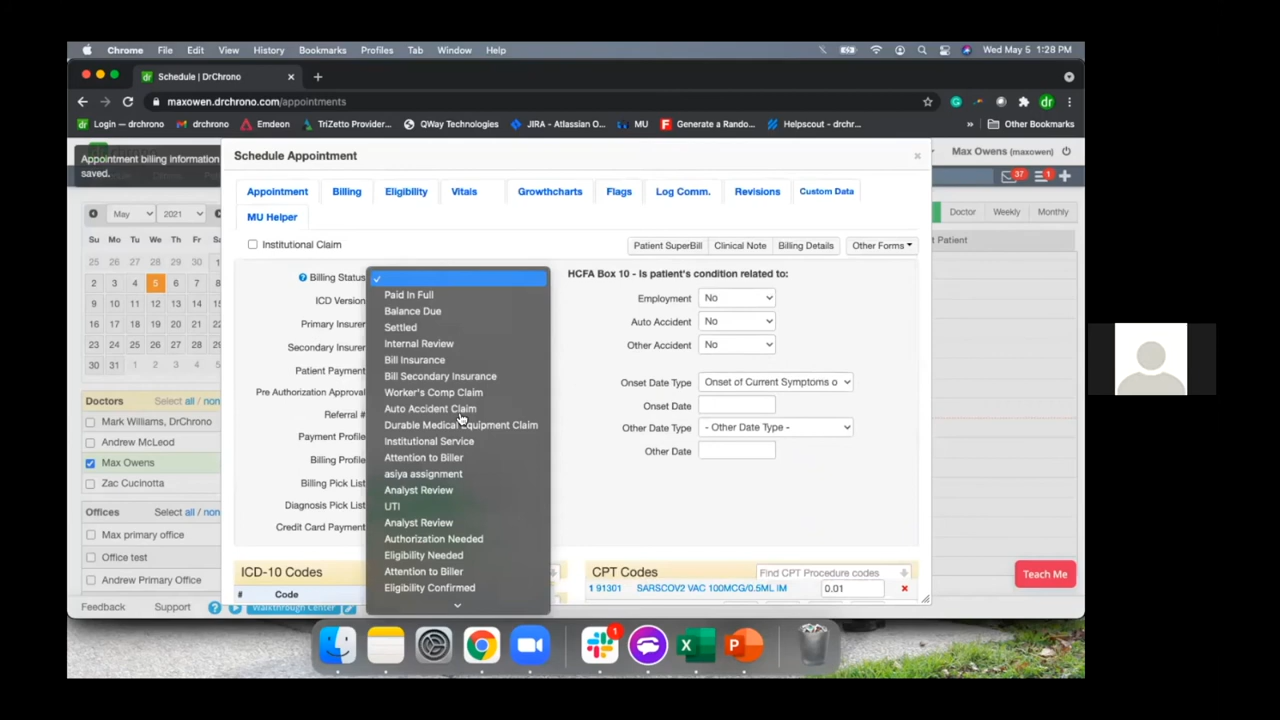 Chrome File Edit View History Bookmarks Profiles Tab Window Help Wed May 5 1:28 PM
Schedule | DrChrono
maxowen.drchrono.com/appointments
Login — drchrono drchrono Emdeon TriZetto Provider... QWay Technologies JIRA - Atlassian O... MU Generate a Rando... Helpscout - drchr... » Other Bookmarks
Appointment billing information saved.
Schedule Appointment
Max Owens (maxowen)
37 1
Appointment Billing Eligibility Vitals Growthcharts Flags Log Comm. Revisions Custom Data
MU Helper
May 2021
Doctor Weekly Monthly
t Patient
Su Mo Tu We Th Fr
25 26 27 28 29 30
2 3 4 5 6 7
9 10 11 12 13 14
16 17 18 19 20 21
23 24 25 26 27 28
30 31 1 2 3 4
Institutional Claim
Patient SuperBill Clinical Note Billing Details Other Forms
Billing Status
ICD Version
Primary Insurer
Secondary Insurer
Patient Payment
Pre Authorization Approval
Referral #
Payment Profile
Billing Profile
Billing Pick List
Diagnosis Pick List
Credit Card Payment
✓
Paid In Full
Balance Due
Settled
Internal Review
Bill Insurance
Bill Secondary Insurance
Worker's Comp Claim
Auto Accident Claim
Durable Medical Equipment Claim
Institutional Service
Attention to Biller
asiya assignment
Analyst Review
UTI
Analyst Review
Authorization Needed
Eligibility Needed
Attention to Biller
Eligibility Confirmed
HCFA Box 10 - Is patient's condition related to:
Employment No
Auto Accident No
Other Accident No
Onset Date Type Onset of Current Symptoms o
Onset Date
Other Date Type - Other Date Type -
Other Date
Doctors Select all / non
Mark Williams, DrChrono
Andrew McLeod
Max Owens
Zac Cucinotta
Offices Select all / non
Max primary office
Office test
Andrew Primary Office
ICD-10 Codes
# Code
CPT Codes Find CPT Procedure codes
1 91301 SARSCOV2 VAC 100MCG/0.5ML IM 0.01
Teach Me
Feedback Support Walkthrough Center
1